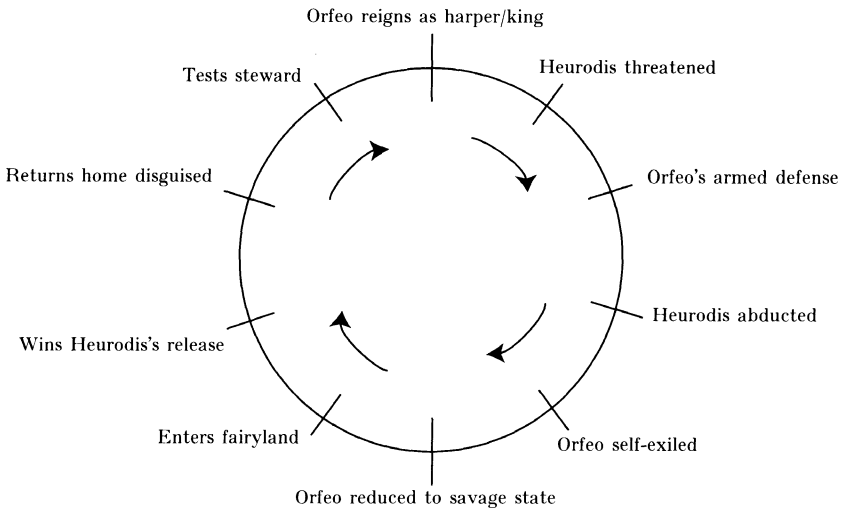 Orfeo reigns as harper/king
Heurodis threatened
Orfeo's armed defense
Heurodis abducted
Orfeo self-exiled
Orfeo reduced to savage state
Enters fairyland
Wins Heurodis's release
Returns home disguised
Tests steward